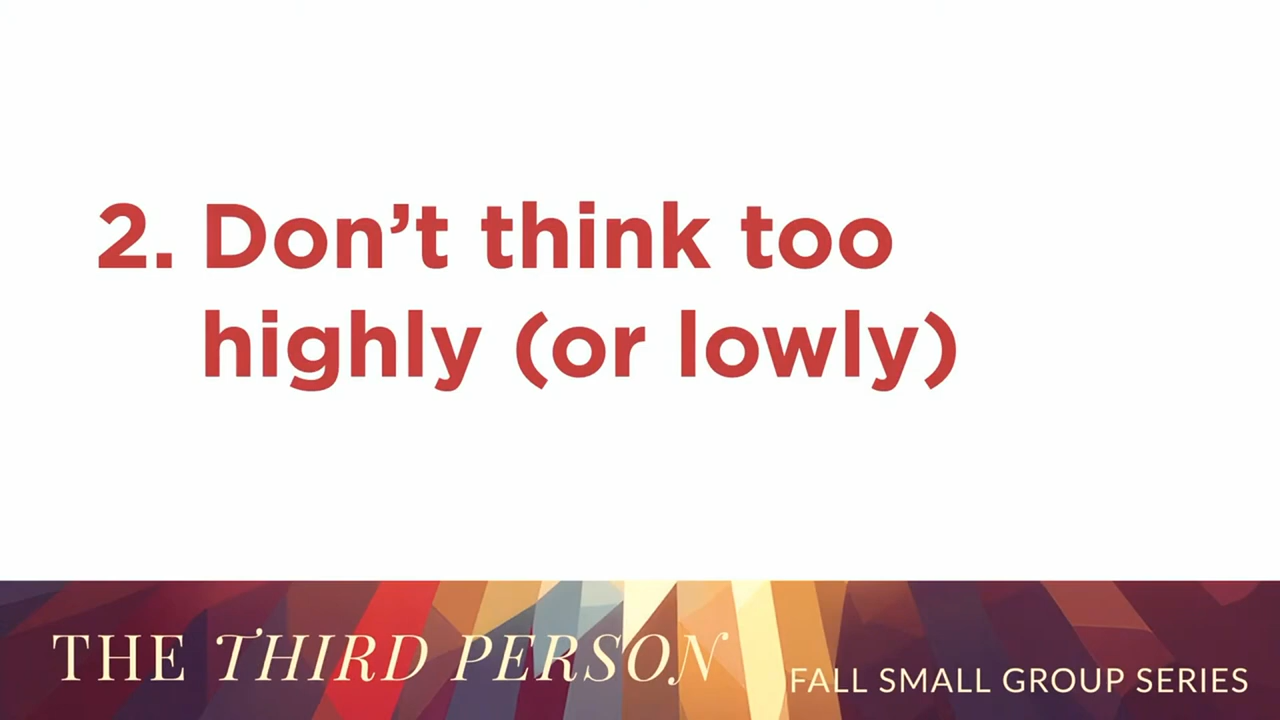 2. Don’t think too
highly (or lowly)
THE THIRD PERSON
FALL SMALL GROUP SERIES